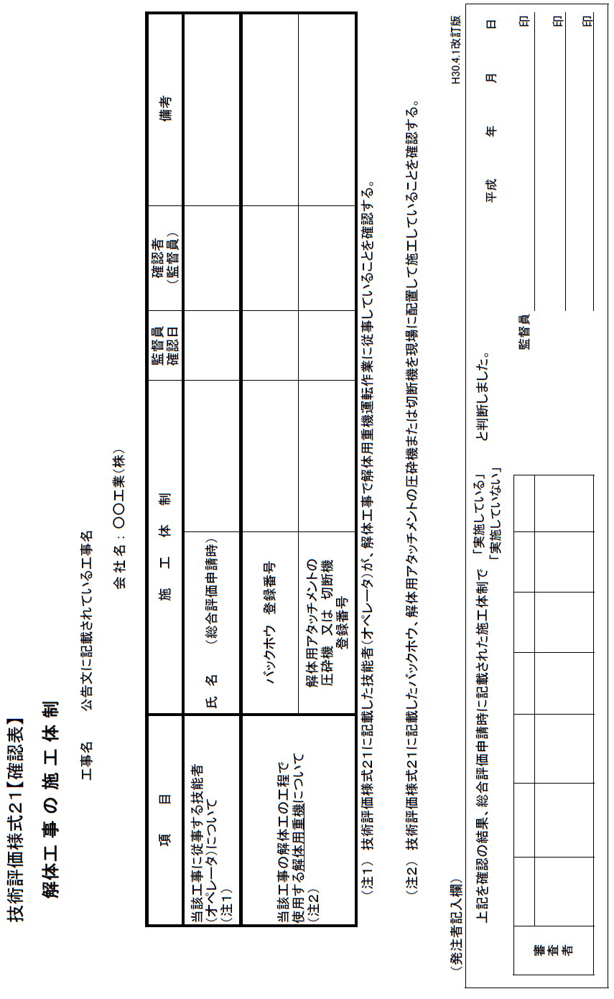 技術評価様式21【確認表】
解体工事の施工体制
工事名　公告文に記載されている工事名
会社名：〇〇工業(株)
項　目　施　工　体　制　監督員　確認者　備考
確認日　(監督員)
当該工事に従事する技能者
(オペレータ)について
(注1)
氏　名　(総合評価申請時)
当該工事の解体工の工程で
使用する解体用重機について
(注2)
バックホウ　登録番号
解体用アタッチメントの
圧砕機　又は　切断機
登録番号
(注1)　技術評価様式21に記載した技能者(オペレータ)が、解体工事で解体用重機運転作業に従事していることを確認する。
(注2)　技術評価様式21に記載したバックホウ、解体用アタッチメントの圧砕機または切断機を現場に配置して施工していることを確認する。
(発注者記入欄)　H30.4.1改訂版
上記を確認の結果、総合評価申請時に記載された施工体制で　「実施している」　と判断しました。　平成　年　月　日
「実施していない」
審査者
監督員　印
印
印